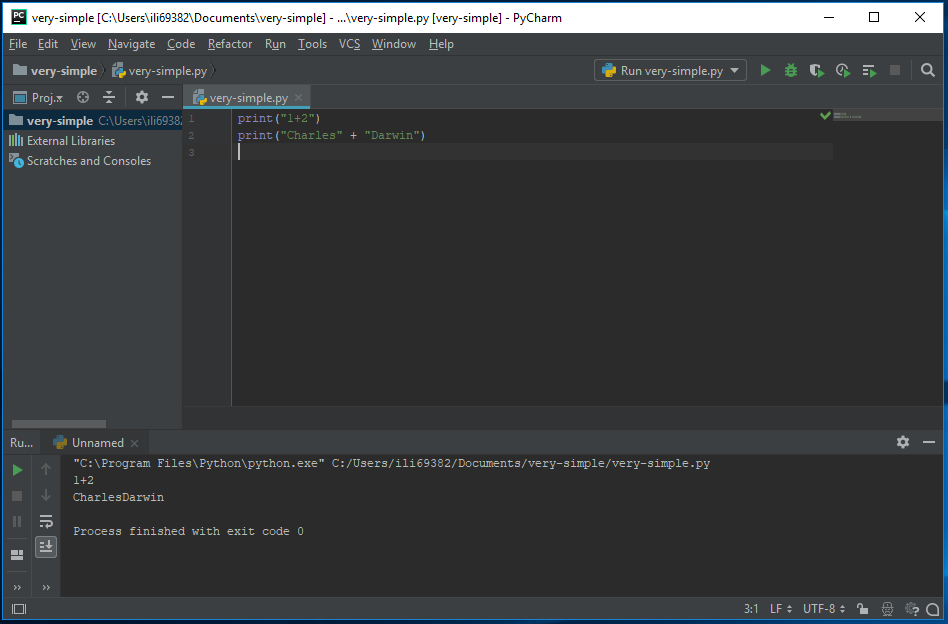 PC very-simple [C:\Users\ili69382\Documents\very-simple] - ...\very-simple.py [very-simple] - PyCharm
File Edit View Navigate Code Refactor Run Tools VCS Window Help
very-simple very-simple.py Run very-simple.py
Proj.. very-simple.py
very-simple C:\Users\ili69382
External Libraries
Scratches and Consoles
1 print("1+2")
2 print("Charles" + "Darwin")
3
Ru... Unnamed
"C:\Program Files\Python\python.exe" C:/Users/ili69382/Documents/very-simple/very-simple.py
1+2
CharlesDarwin
Process finished with exit code 0
3:1 LF UTF-8